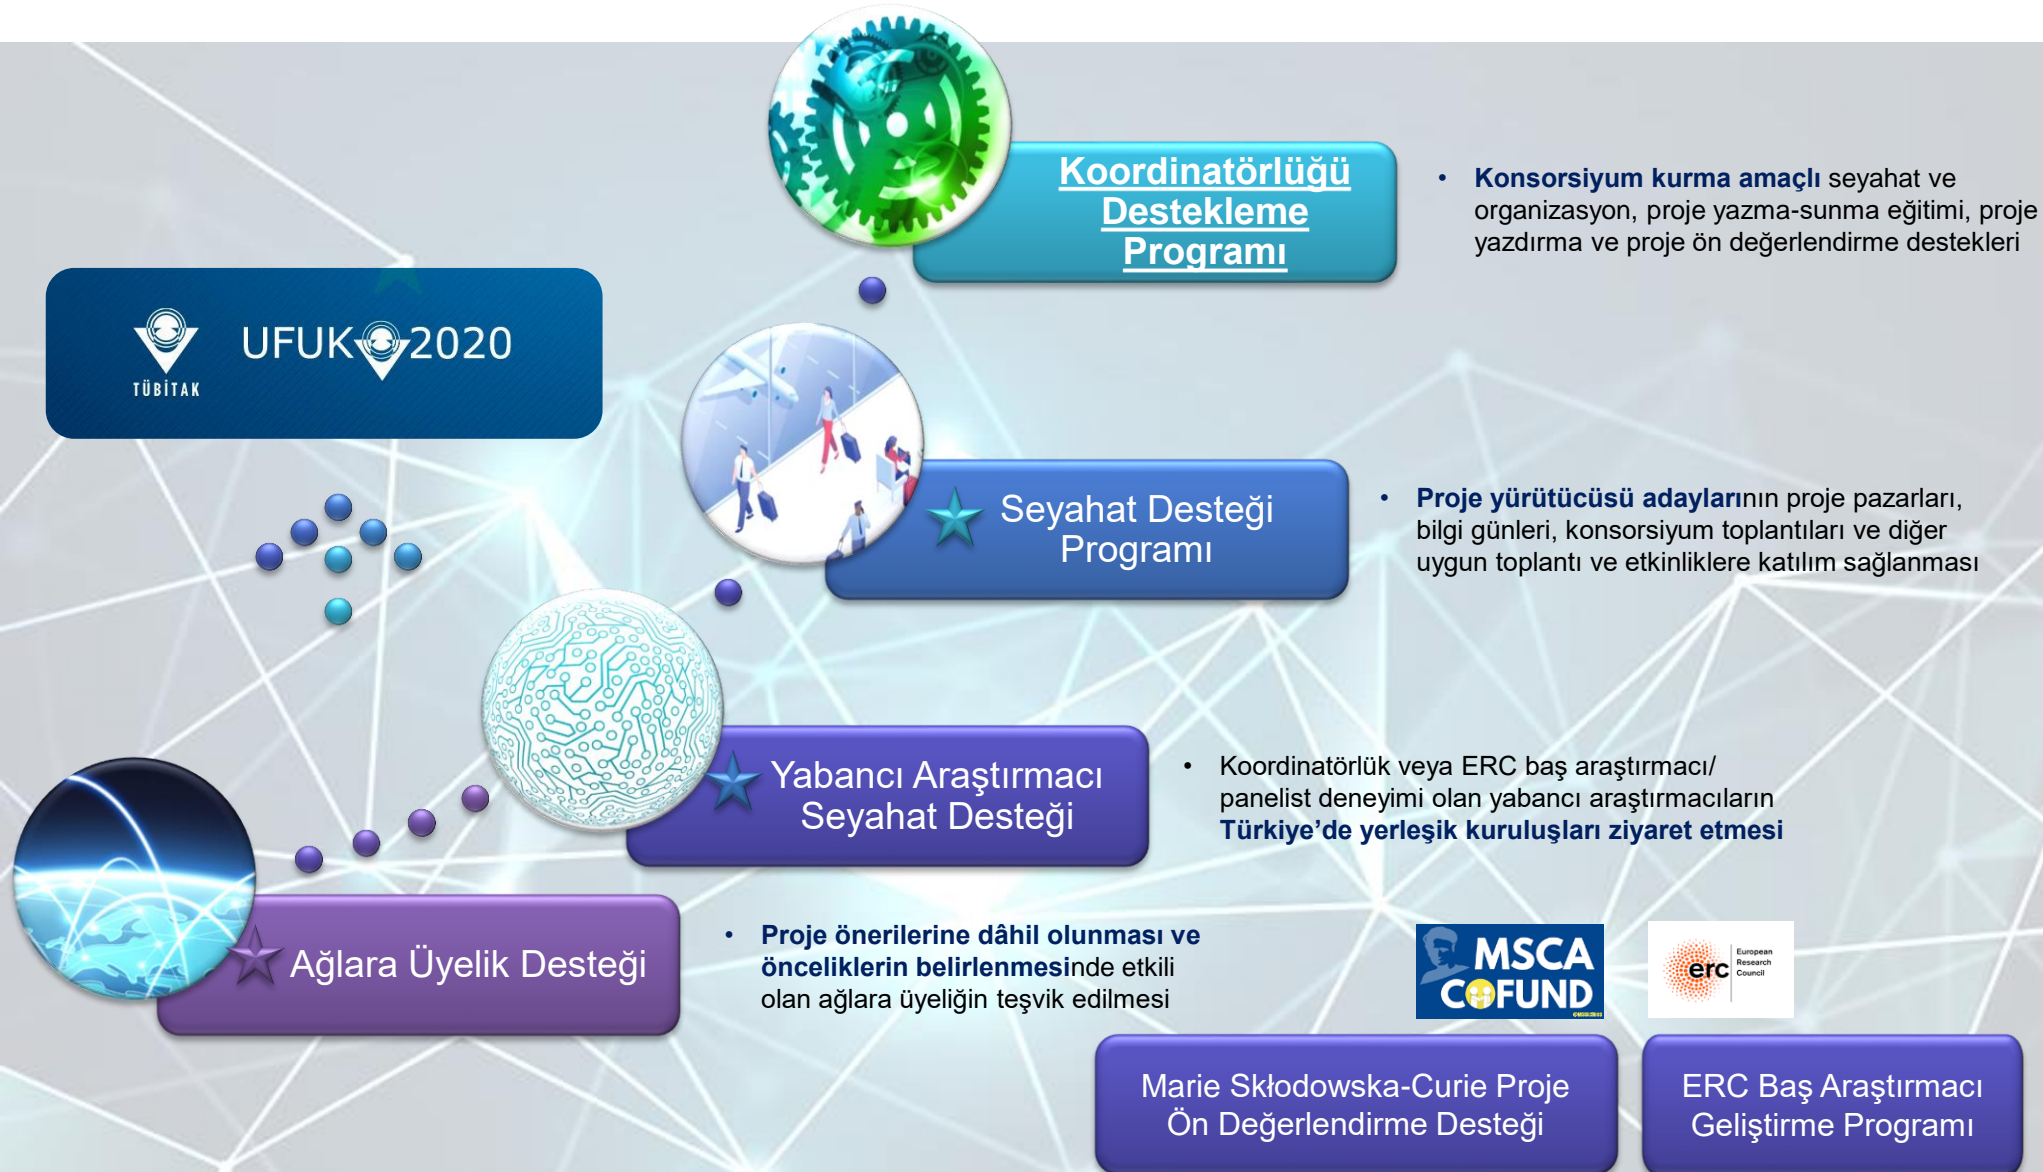 Koordinatörlüğü
Destekleme
Programı
• Konsorsiyum kurma amaçlı seyahat ve
organizasyon, proje yazma-sunma eğitimi, proje
yazdırma ve proje ön değerlendirme destekleri
TÜBİTAK
UFUK 2020
Seyahat Desteği
Programı
• Proje yürütücüsü adaylarının proje pazarları,
bilgi günleri, konsorsiyum toplantıları ve diğer
uygun toplantı ve etkinliklere katılım sağlanması
Yabancı Araştırmacı
Seyahat Desteği
• Koordinatörlük veya ERC baş araştırmacı/
panelist deneyimi olan yabancı araştırmacıların
Türkiye’de yerleşik kuruluşları ziyaret etmesi
Ağlara Üyelik Desteği
• Proje önerilerine dâhil olunması ve
önceliklerin belirlenmesinde etkili
olan ağlara üyeliğin teşvik edilmesi
MSCA
COFUND
erc
European
Research
Council
Marie Skłodowska-Curie Proje
Ön Değerlendirme Desteği
ERC Baş Araştırmacı
Geliştirme Programı